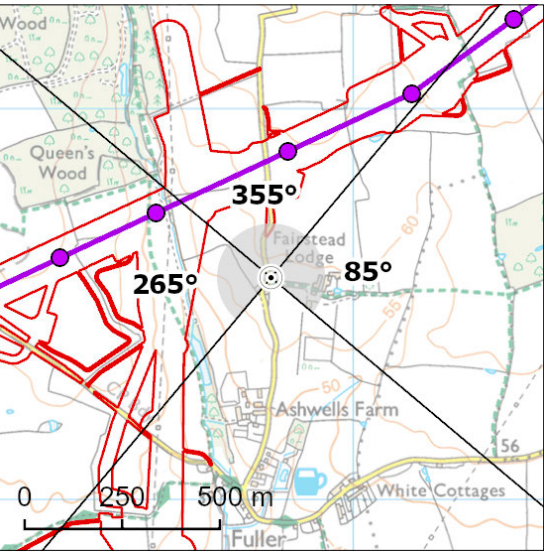 Wood
Queen's
Wood
355°
Fairstead
Lodge
265°
85°
60
55
50
Ashwells Farm
56
0 250 500 m
White Cottages
Fuller